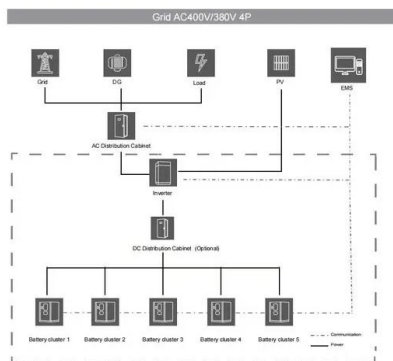 Grid AC400V/380V 4P
Grid
DG
Load
PV
EMS
AC Distribution Cabinet
Inverter
DC Distribution Cabinet (Optional)
Battery cluster 1
Battery cluster 2
Battery cluster 3
Battery cluster 4
Battery cluster 5
Communication
Power